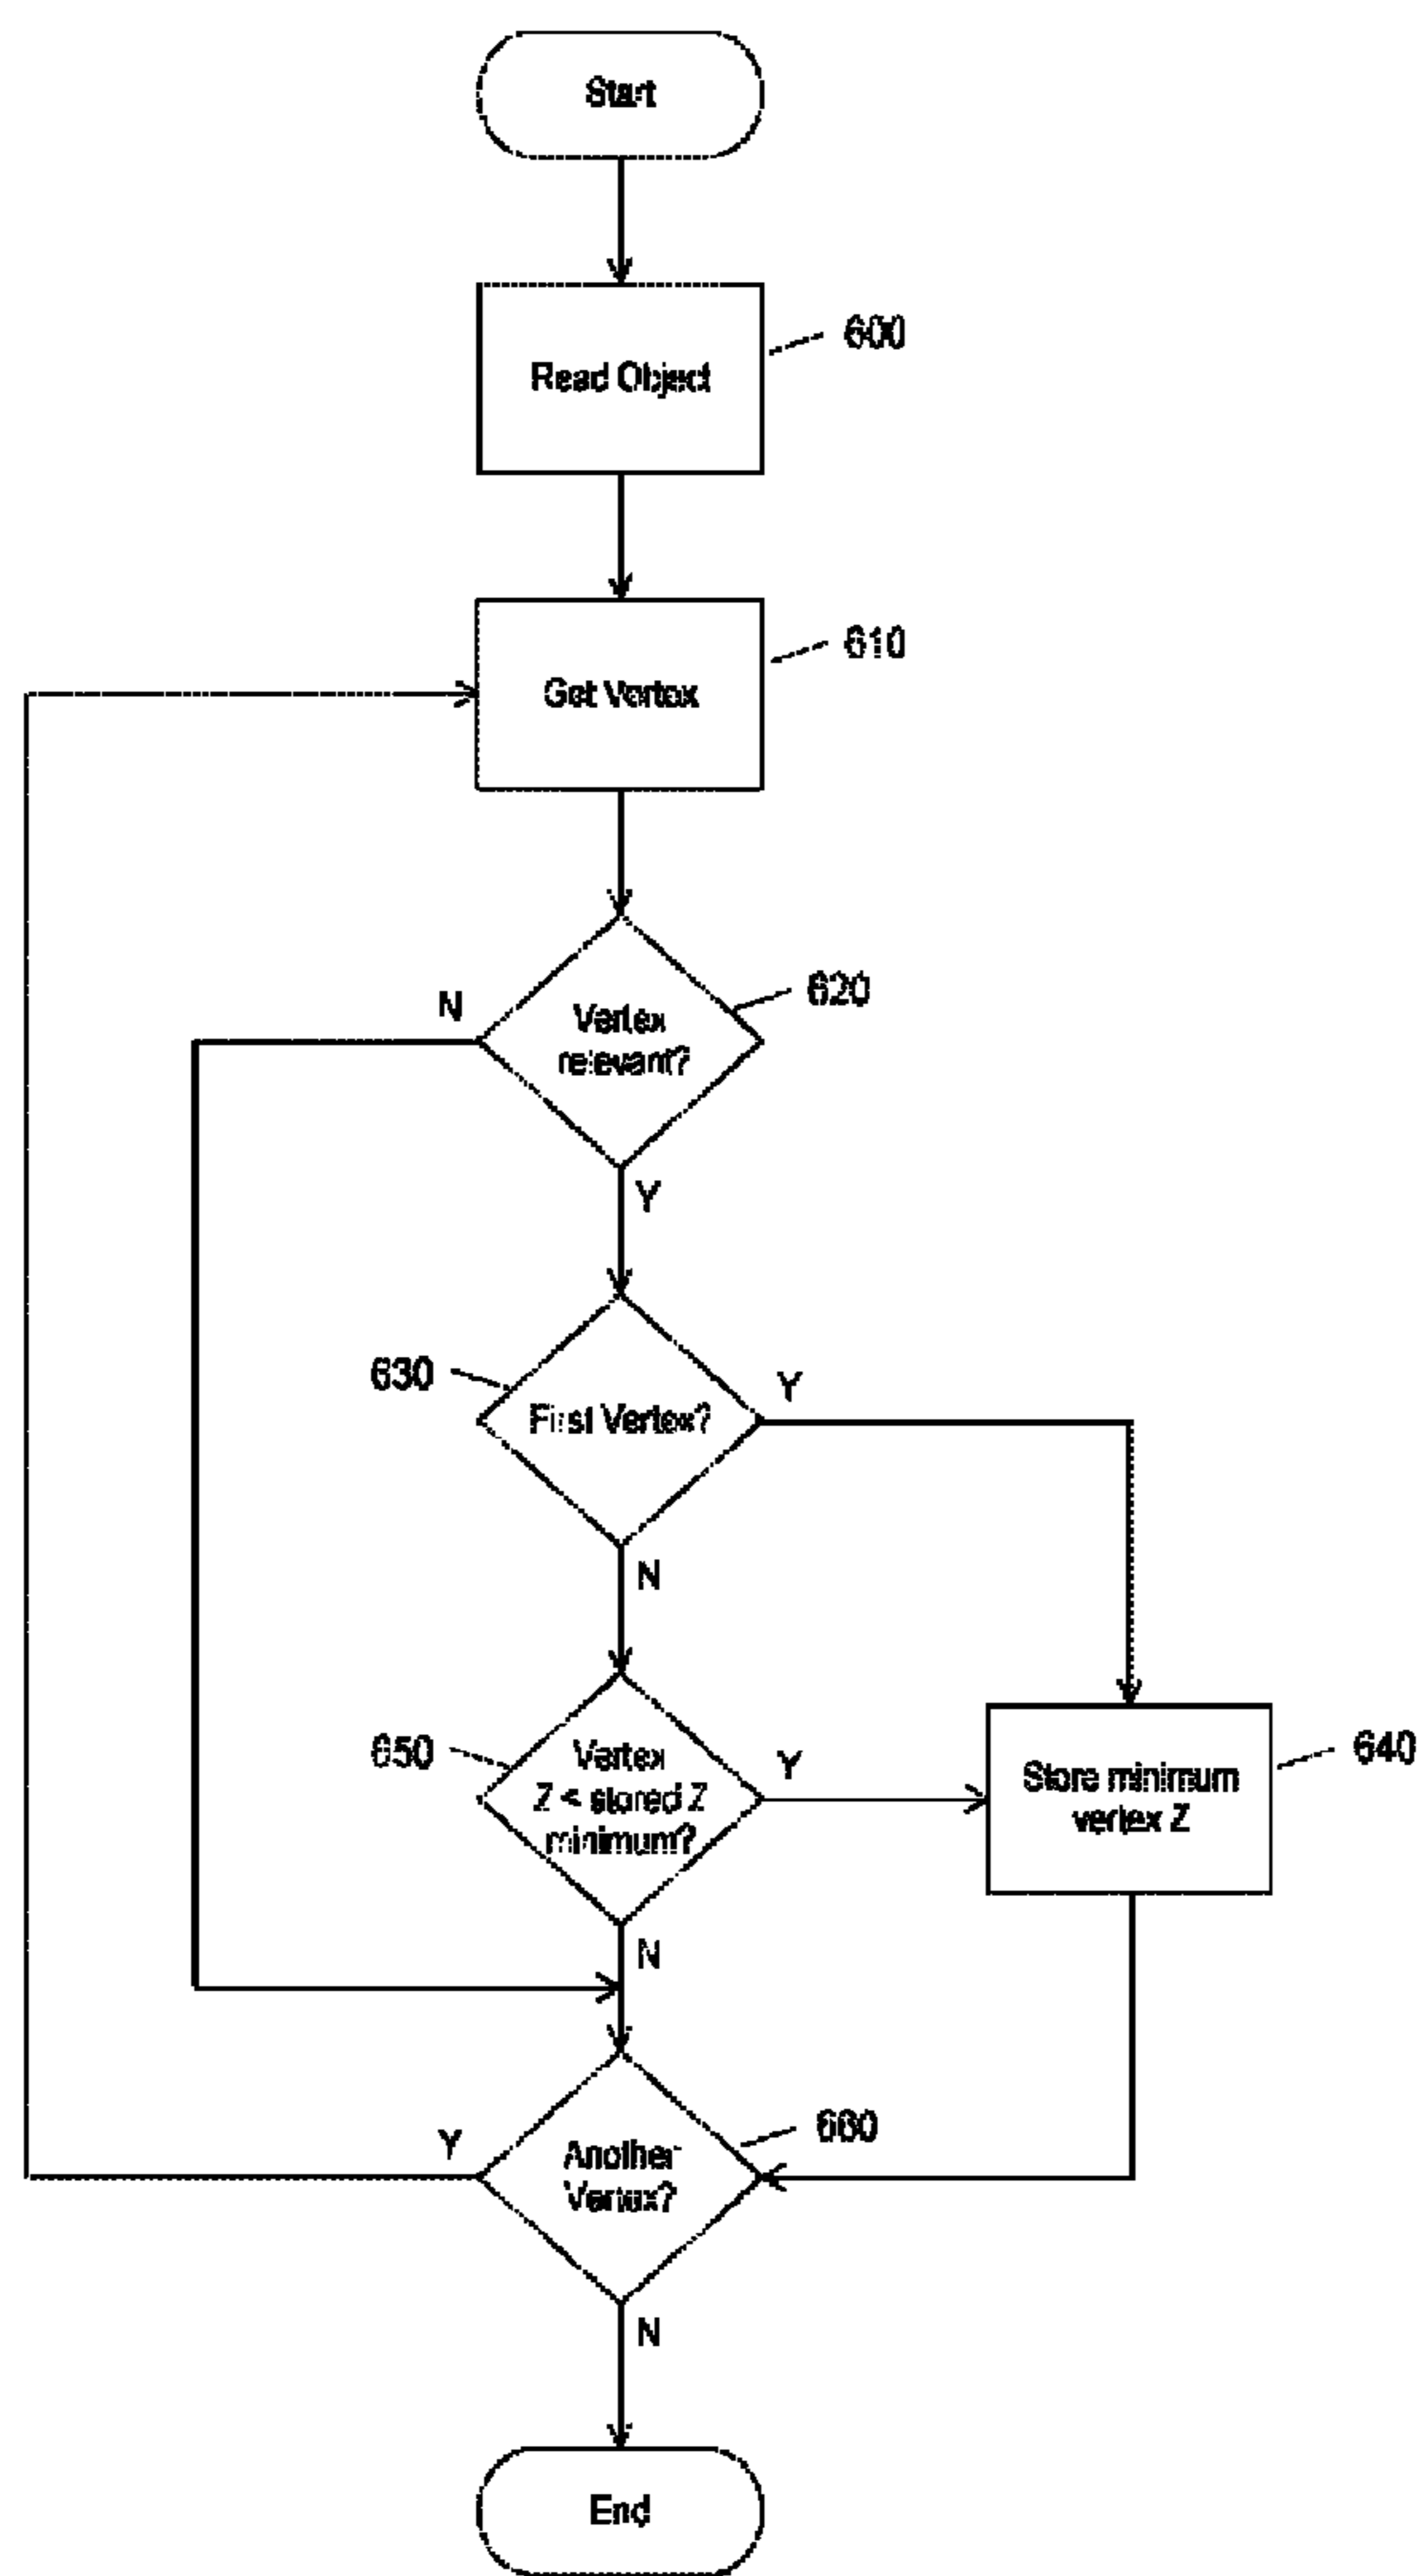 Start
600
Read Object
610
Get Vertex
620
N
Vertex
relevant?
Y
630
Y
First Vertex?
N
650
Vertex
Z < stored Z
minimum?
Y
640
Store minimum
vertex Z
N
660
Y
Another
Vertex?
N
End